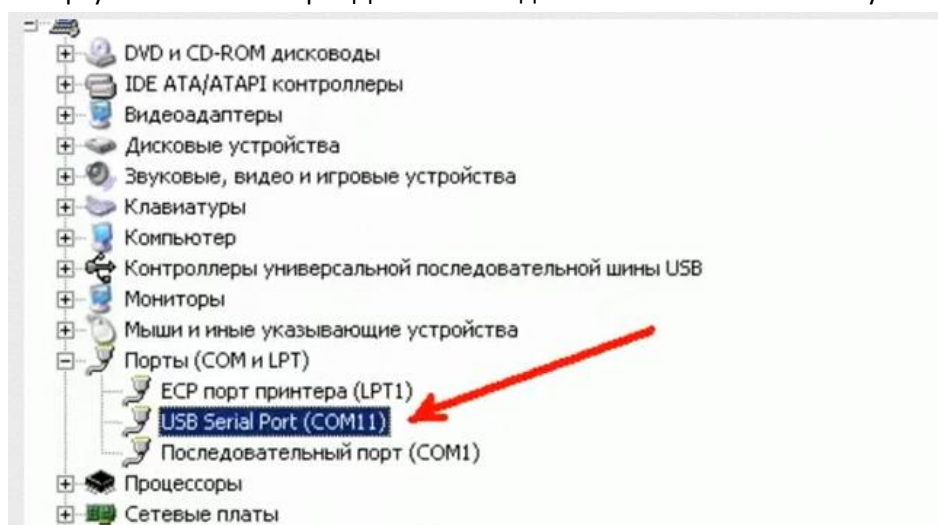 DVD и CD-ROM дисководы
IDE ATA/ATAPI контроллеры
Видеоадаптеры
Дисковые устройства
Звуковые, видео и игровые устройства
Клавиатуры
Компьютер
Контроллеры универсальной последовательной шины USB
Мониторы
Мыши и иные указывающие устройства
Порты (COM и LPT)
ECP порт принтера (LPT1)
USB Serial Port (COM11)
Последовательный порт (COM1)
Процессоры
Сетевые платы